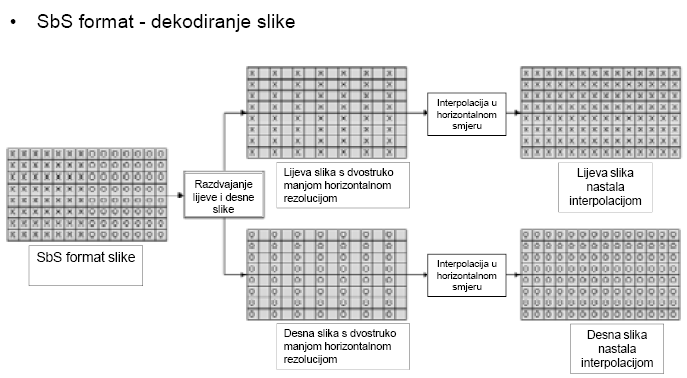 • SbS format - dekodiranje slike
Interpolacija u
horizontalnom
smjeru
Razdvajanje
lijeve i desne
slike
Lijeva slika s dvostruko
manjom horizontalnom
rezolucijom
Lijeva slika
nastala
interpolacijom
SbS format slike
Interpolacija u
horizontalnom
smjeru
Desna slika s dvostruko
manjom horizontalnom
rezolucijom
Desna slika
nastala
interpolacijom